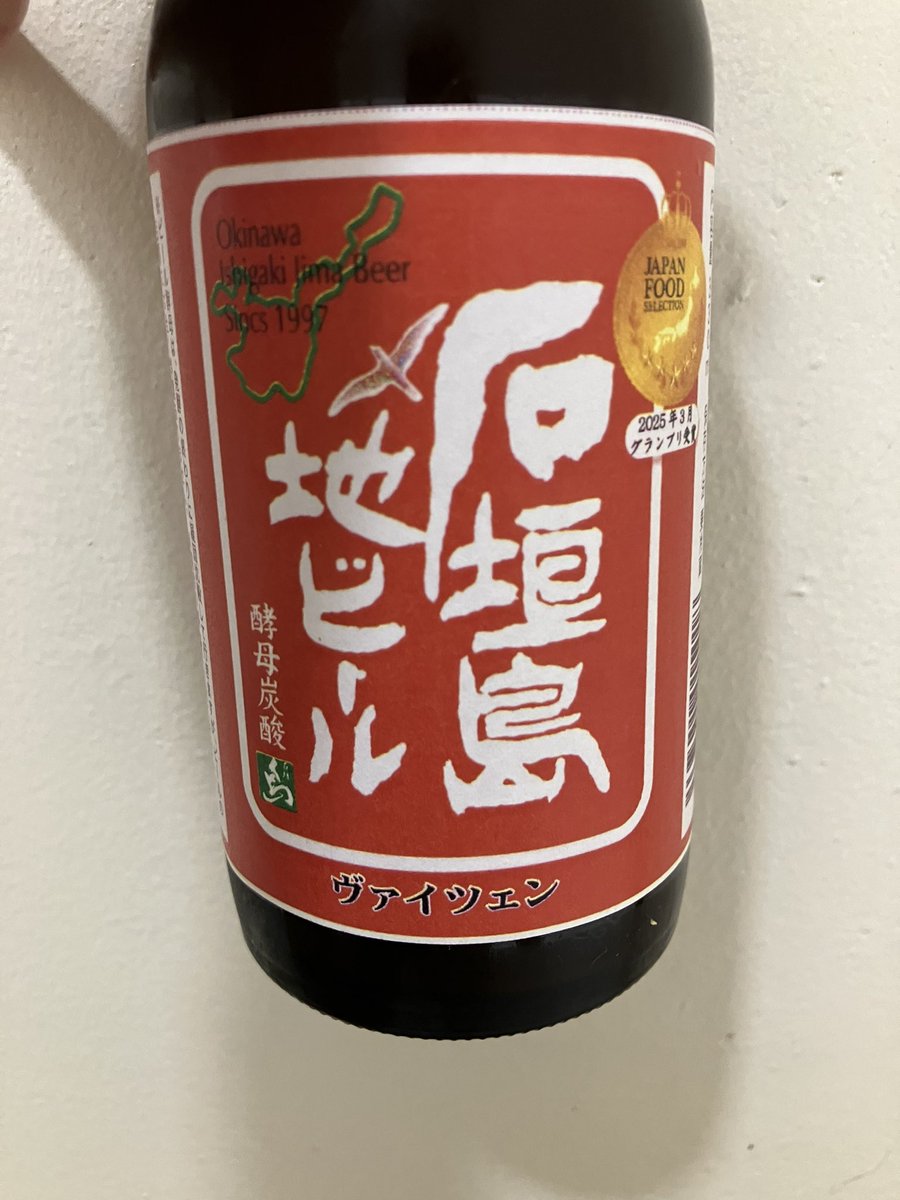 Okinawa
Ishigaki Jima Beer
Sincs 1997
JAPAN
FOOD
SELECTION
2025年3月
グランプリ受賞
石垣島
地ビール
酵母炭酸
島
ヴァイツェン